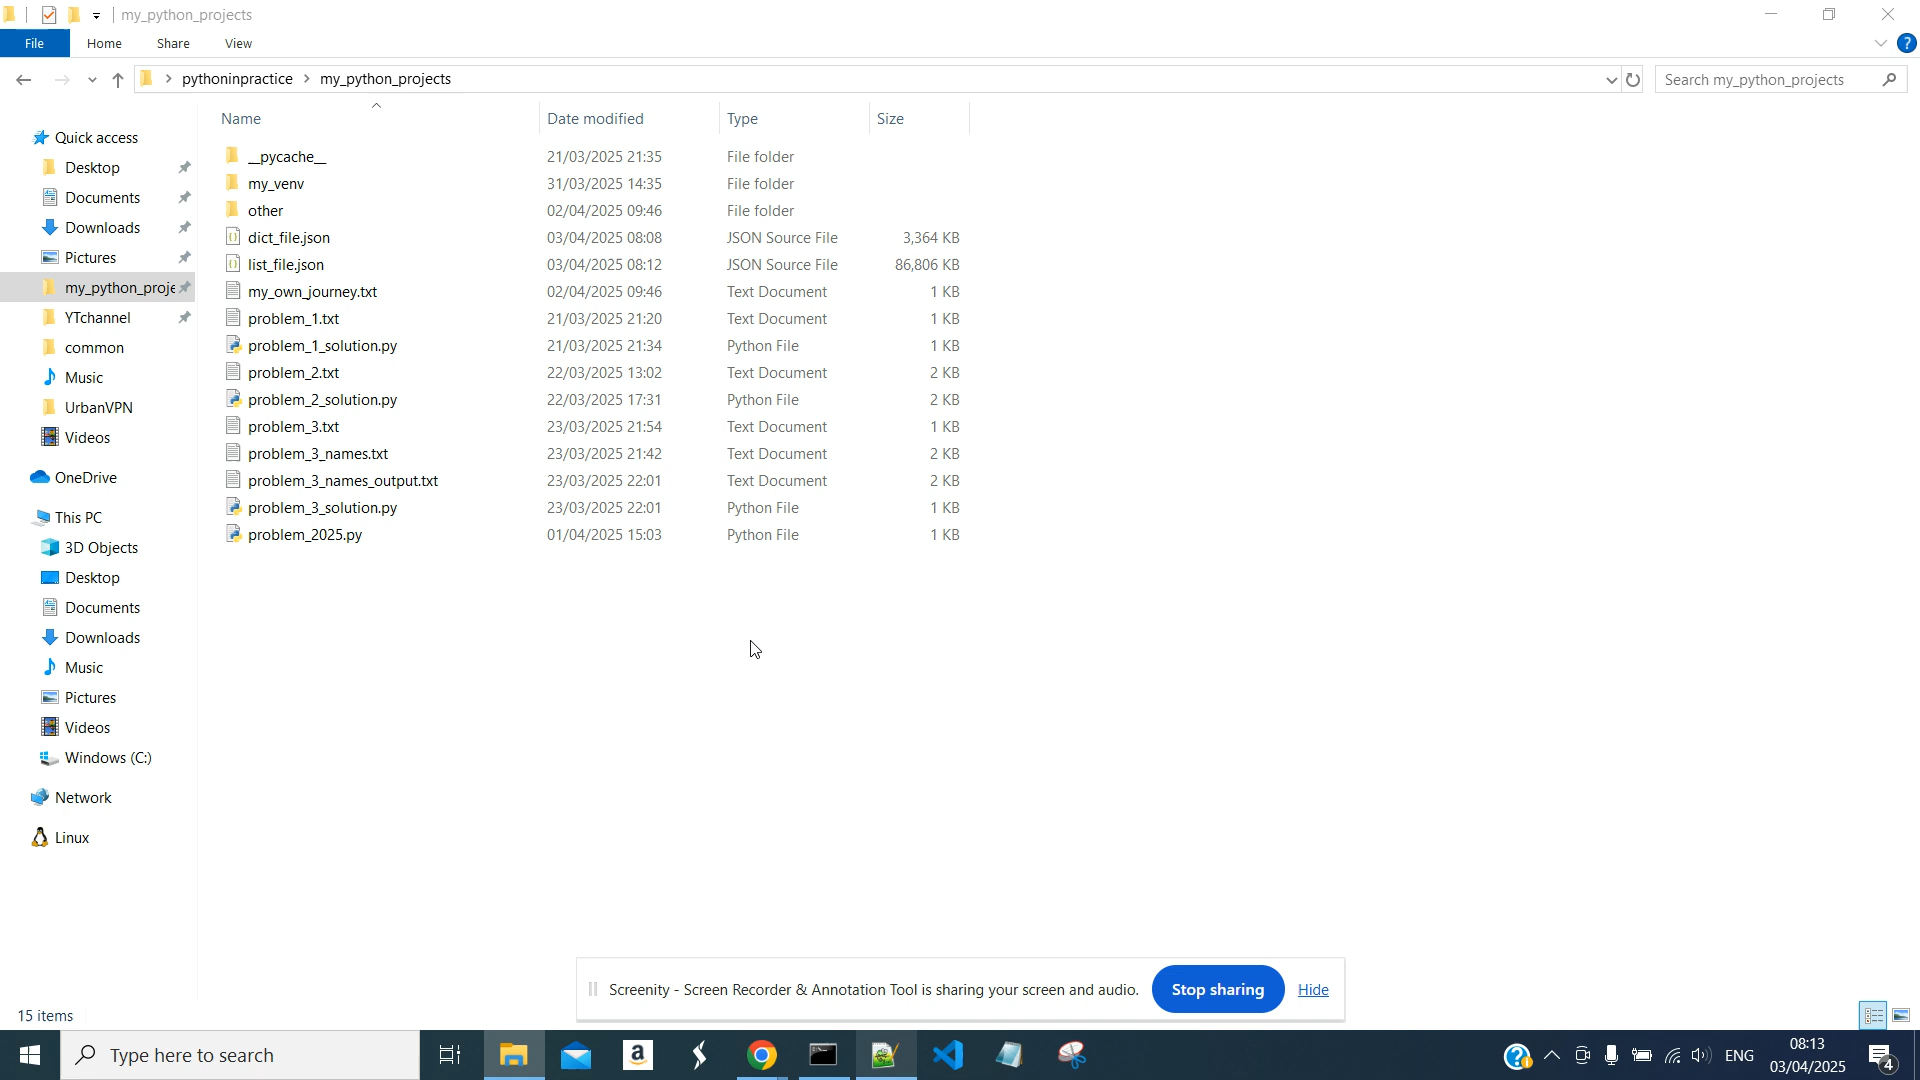 my_python_projects
File Home Share View
pythoninpractice my_python_projects Search my_python_projects
Name Date modified Type Size
Quick access
Desktop
Documents
Downloads
Pictures
my_python_proje
YTchannel
common
Music
UrbanVPN
Videos
OneDrive
This PC
3D Objects
Desktop
Documents
Downloads
Music
Pictures
Videos
Windows (C:)
Network
Linux
__pycache__ 21/03/2025 21:35 File folder
my_venv 31/03/2025 14:35 File folder
other 02/04/2025 09:46 File folder
dict_file.json 03/04/2025 08:08 JSON Source File 3,364 KB
list_file.json 03/04/2025 08:12 JSON Source File 86,806 KB
my_own_journey.txt 02/04/2025 09:46 Text Document 1 KB
problem_1.txt 21/03/2025 21:20 Text Document 1 KB
problem_1_solution.py 21/03/2025 21:34 Python File 1 KB
problem_2.txt 22/03/2025 13:02 Text Document 2 KB
problem_2_solution.py 22/03/2025 17:31 Python File 2 KB
problem_3.txt 23/03/2025 21:54 Text Document 1 KB
problem_3_names.txt 23/03/2025 21:42 Text Document 2 KB
problem_3_names_output.txt 23/03/2025 22:01 Text Document 2 KB
problem_3_solution.py 23/03/2025 22:01 Python File 1 KB
problem_2025.py 01/04/2025 15:03 Python File 1 KB
Screenity - Screen Recorder & Annotation Tool is sharing your screen and audio. Stop sharing Hide
15 items
Type here to search
ENG
08:13
03/04/2025
4